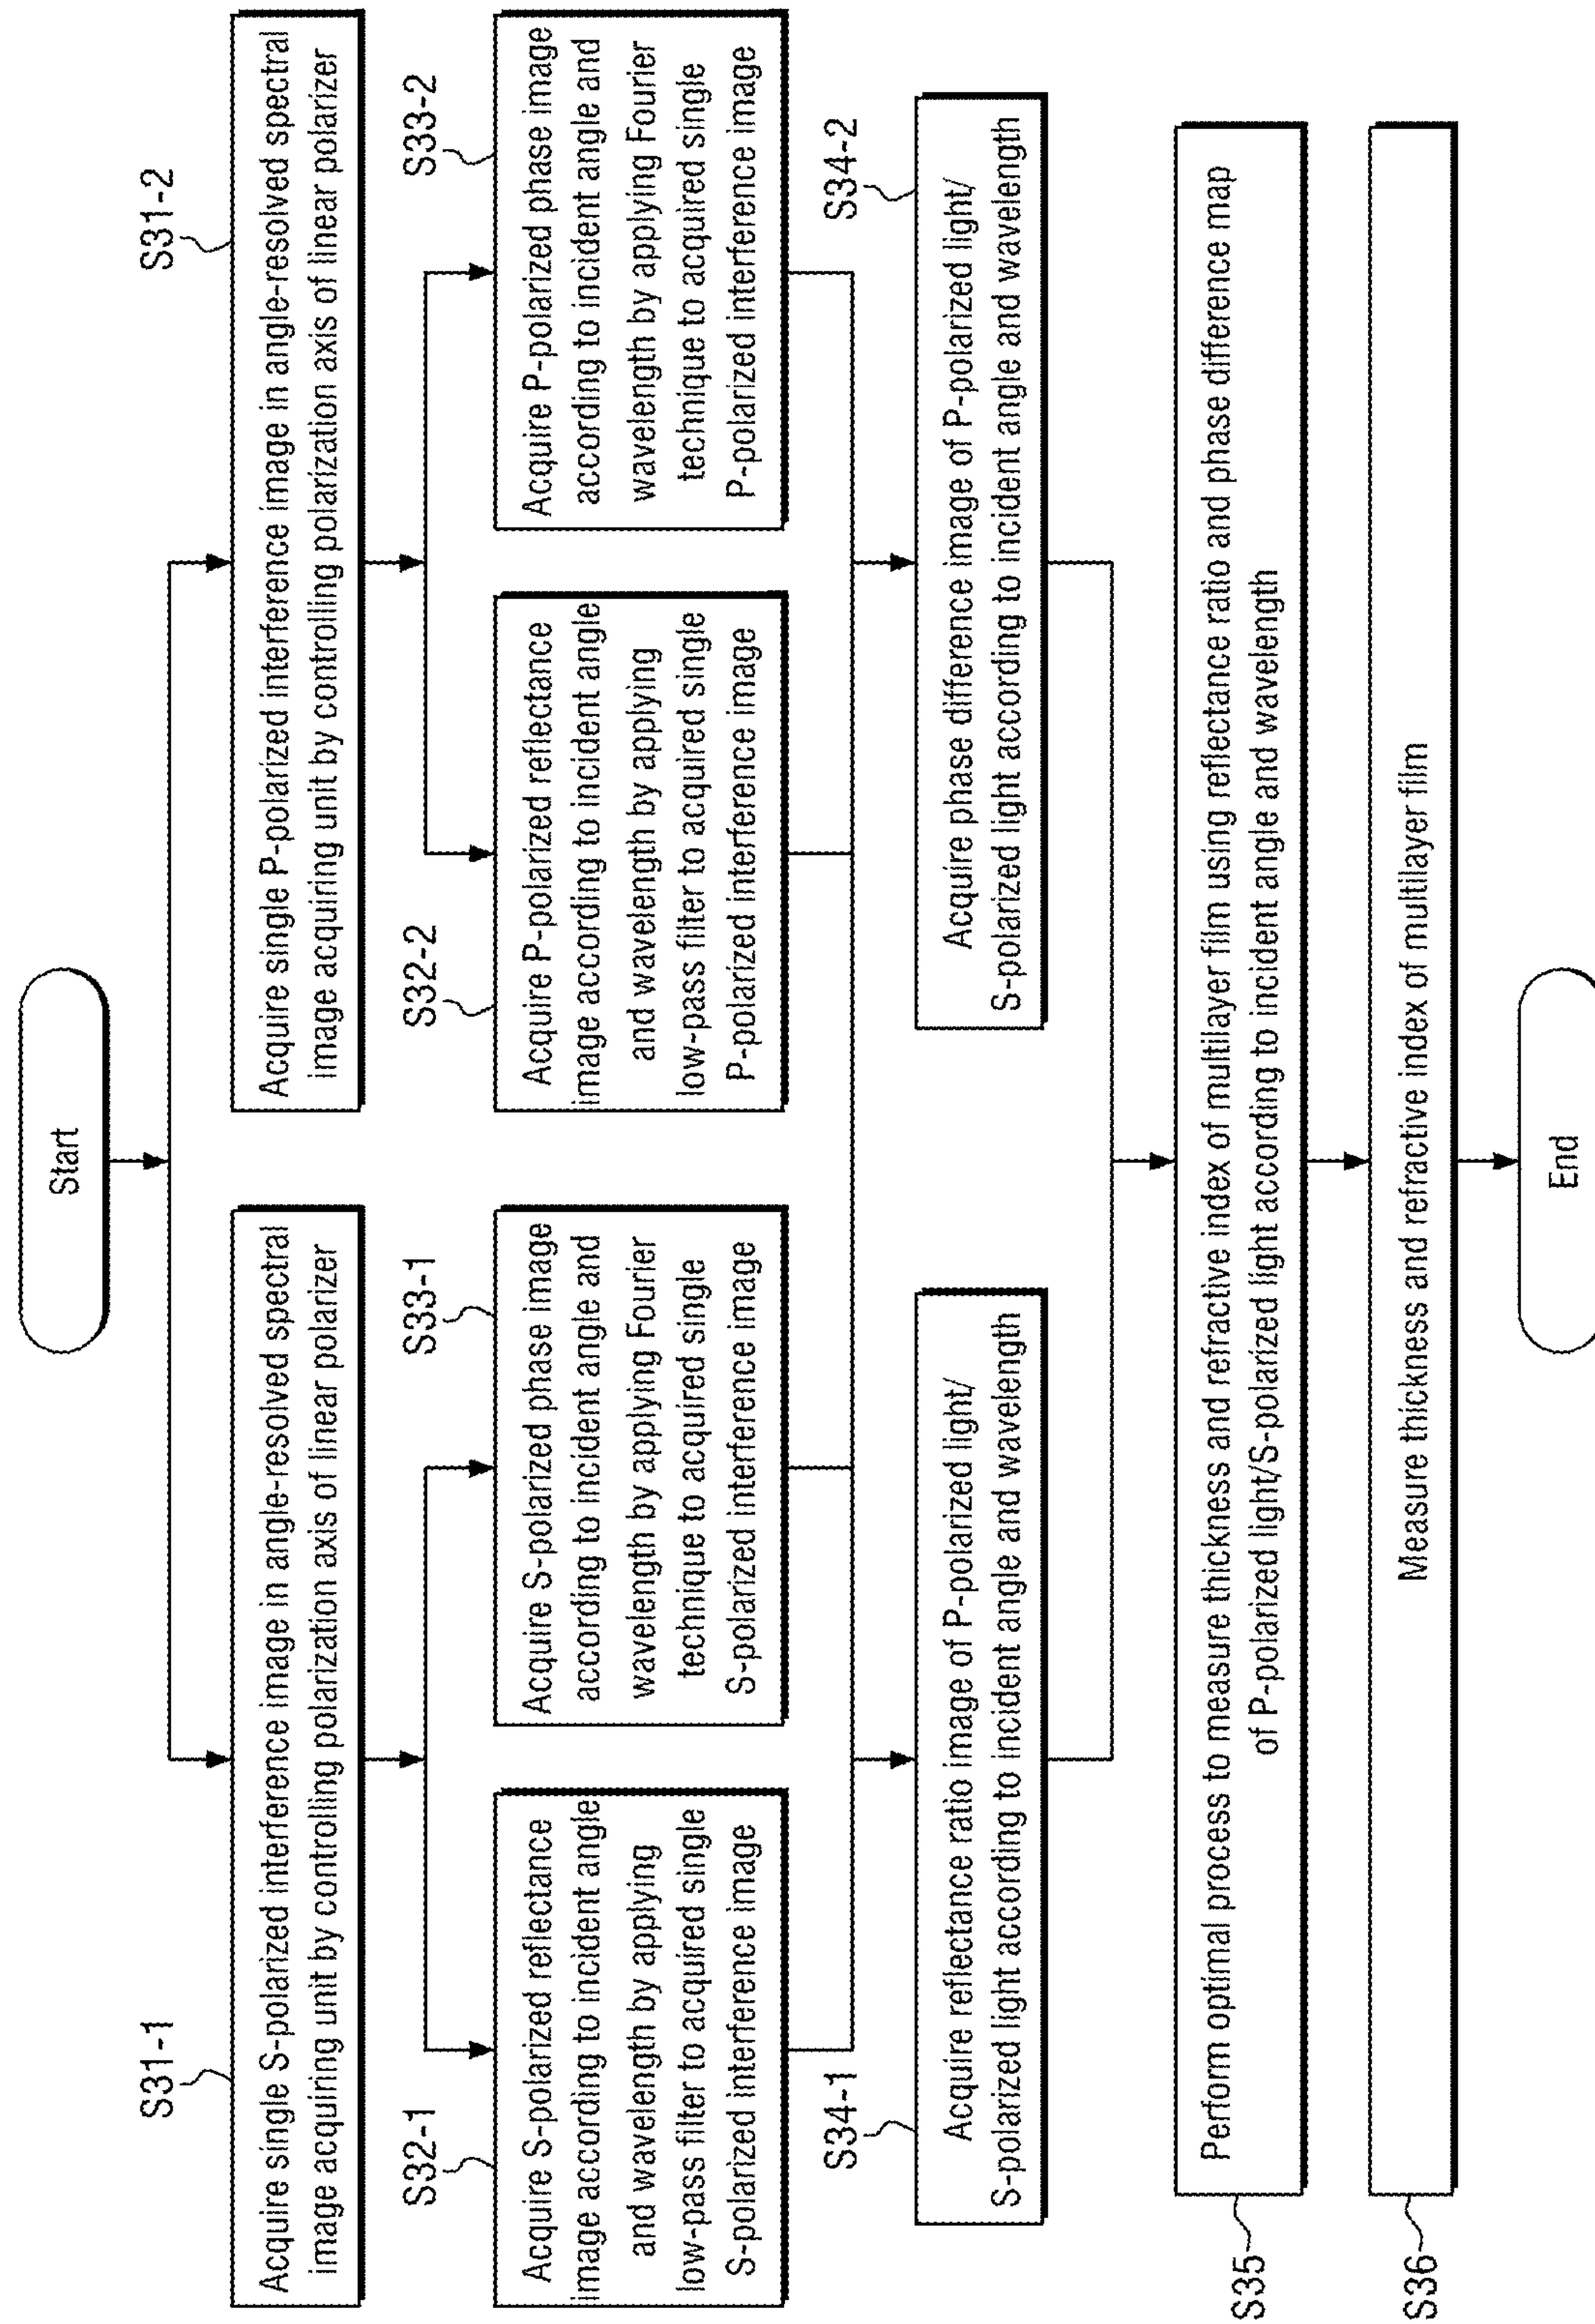 Start
S31-1
Acquire single S-polarized interference image in angle-resolved spectral
image acquiring unit by controlling polarization axis of linear polarizer
S31-2
Acquire single P-polarized interference image in angle-resolved spectral
image acquiring unit by controlling polarization axis of linear polarizer
S32-1
Acquire S-polarized reflectance
image according to incident angle
and wavelength by applying
low-pass filter to acquired single
S-polarized interference image
S33-1
Acquire S-polarized phase image
according to incident angle and
wavelength by applying Fourier
technique to acquired single
S-polarized interference image
S32-2
Acquire P-polarized reflectance
image according to incident angle
and wavelength by applying
low-pass filter to acquired single
P-polarized interference image
S33-2
Acquire P-polarized phase image
according to incident angle and
wavelength by applying Fourier
technique to acquired single
P-polarized interference image
S34-1
Acquire reflectance ratio image of P-polarized light/
S-polarized light according to incident angle and wavelength
S34-2
Acquire phase difference image of P-polarized light/
S-polarized light according to incident angle and wavelength
S35
Perform optimal process to measure thickness and refractive index of multilayer film using reflectance ratio and phase difference map
of P-polarized light/S-polarized light according to incident angle and wavelength
S36
Measure thickness and refractive index of multilayer film
End